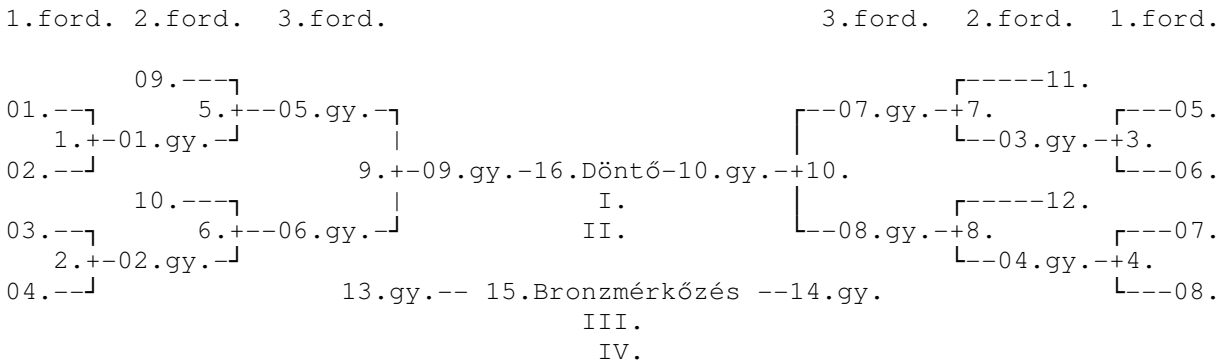 1.ford. 2.ford. 3.ford. 3.ford. 2.ford. 1.ford.
09.---┐ ┌-----11.
01.--┐ 5.+--05.gy.-┐ ┌--07.gy.-+7. ┌---05.
1.+-01.gy.-┘ | │ └--03.gy.-+3.
02.--┘ 9.+-09.gy.-16.Döntő-10.gy.-+10. └---06.
10.---┐ | I. │ ┌-----12.
03.--┐ 6.+--06.gy.-┘ II. └--08.gy.-+8. ┌---07.
2.+-02.gy.-┘ └--04.gy.-+4.
04.--┘ 13.gy.-- 15.Bronzmérkőzés --14.gy. └---08.
III.
IV.